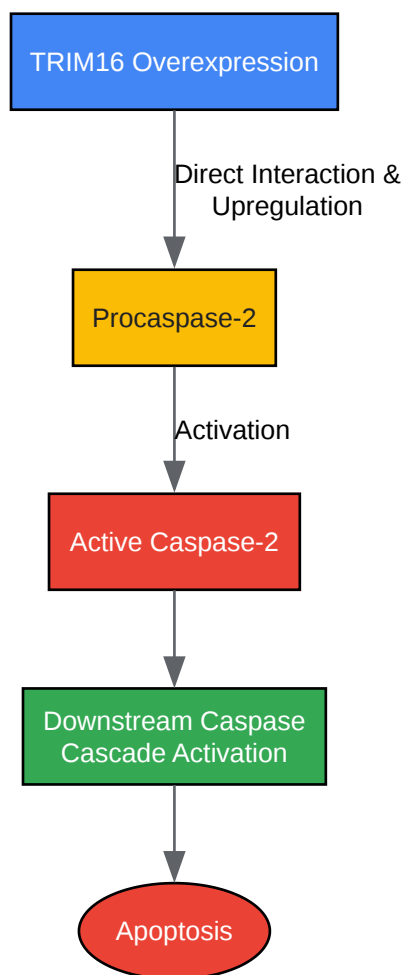 TRIM16 Overexpression
Direct Interaction &
Upregulation
Procaspase-2
Activation
Active Caspase-2
Downstream Caspase
Cascade Activation
Apoptosis